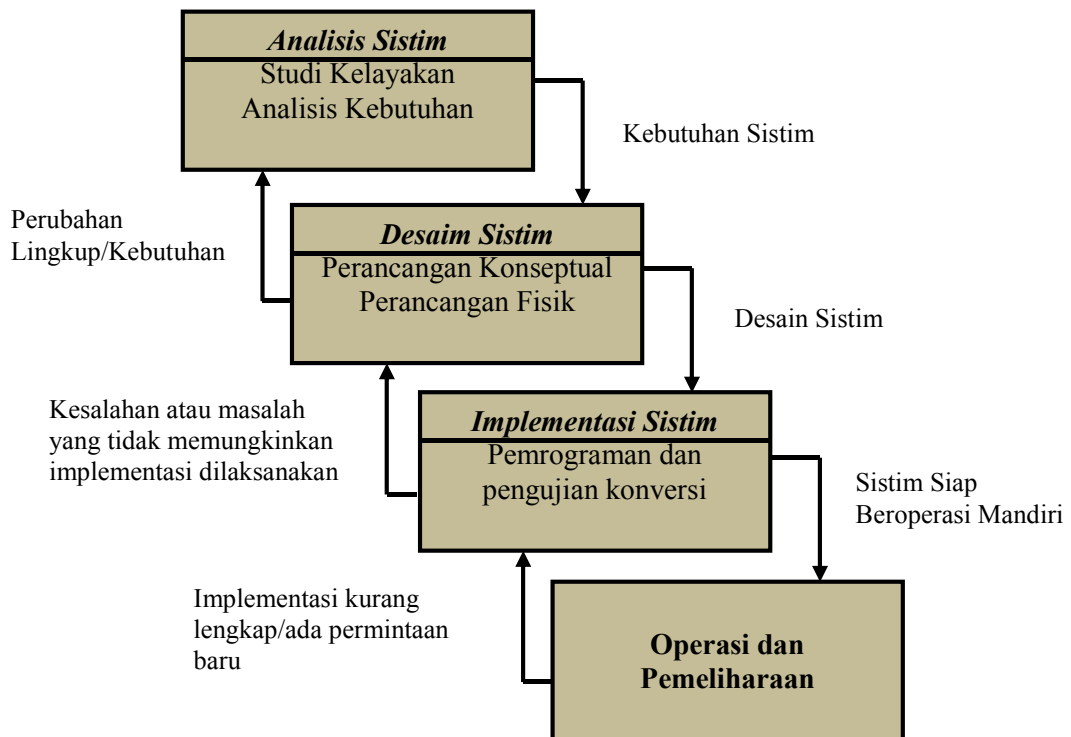 Analisis Sistim
Studi Kelayakan
Analisis Kebutuhan
Kebutuhan Sistim
Perubahan
Lingkup/Kebutuhan
Desaim Sistim
Perancangan Konseptual
Perancangan Fisik
Desain Sistim
Kesalahan atau masalah
yang tidak memungkinkan
implementasi dilaksanakan
Implementasi Sistim
Pemrograman dan
pengujian konversi
Sistim Siap
Beroperasi Mandiri
Implementasi kurang
lengkap/ada permintaan
baru
Operasi dan
Pemeliharaan